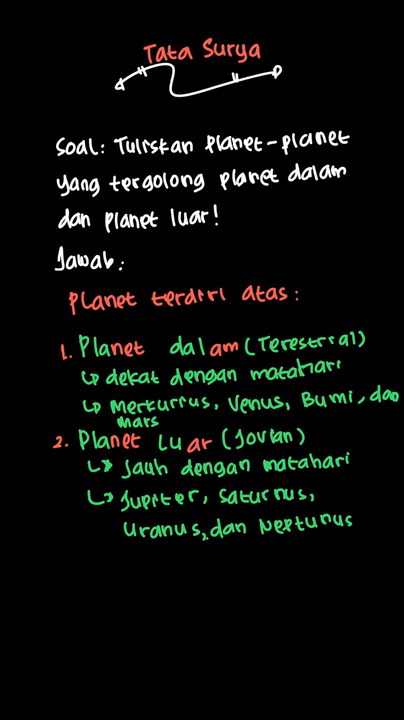 Tata Surya
Soal: Tuliskan planet-planet
yang tergolong planet dalam
dan planet luar!
Jawab:
Planet terdiri atas:
1. Planet dalam (Terestrial)
↳ dekat dengan matahari
↳ Merkurius, Venus, Bumi, dan
mars
2. Planet Luar (Jovian)
↳ Jauh dengan matahari
↳ Jupiter, Saturnus,
Uranus, dan Neptunus